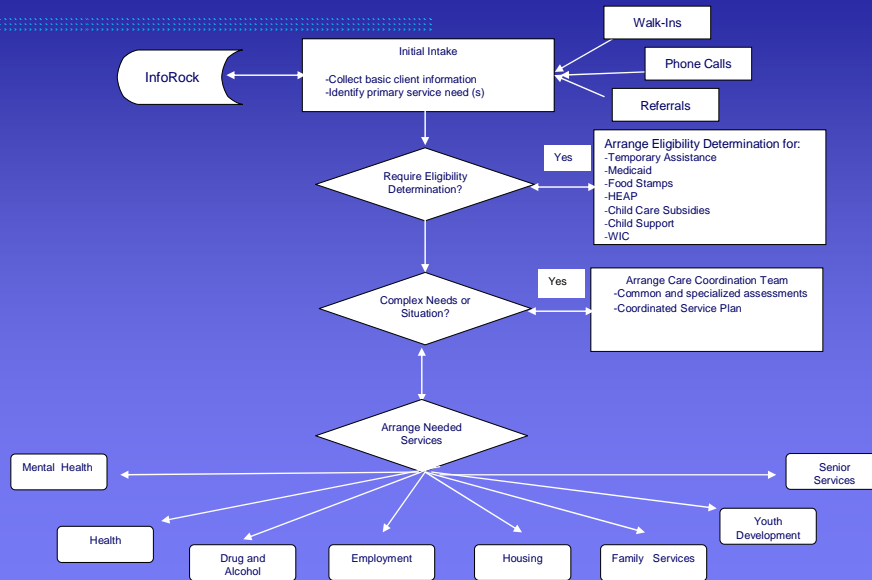 Walk-Ins
Initial Intake
-Collect basic client information
-Identify primary service need (s)
InfoRock
Phone Calls
Referrals
Require Eligibility
Determination?
Yes
Arrange Eligibility Determination for:
-Temporary Assistance
-Medicaid
-Food Stamps
-HEAP
-Child Care Subsidies
-Child Support
-WIC
Complex Needs or
Situation?
Yes
Arrange Care Coordination Team
-Common and specialized assessments
-Coordinated Service Plan
Arrange Needed
Services
Mental Health
Senior
Services
Health
Youth
Development
Drug and
Alcohol
Employment
Housing
Family Services